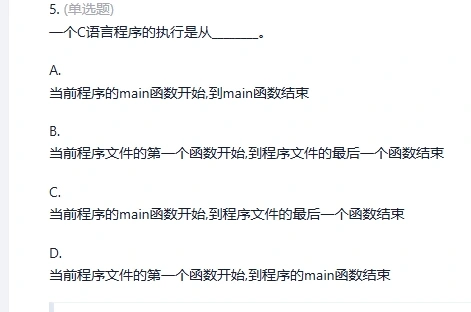 5. (单选题)
一个C语言程序的执行是从______。
A.
当前程序的main函数开始,到main函数结束
B.
当前程序文件的第一个函数开始,到程序文件的最后一个函数结束
C.
当前程序的main函数开始,到程序文件的最后一个函数结束
D.
当前程序文件的第一个函数开始,到程序的main函数结束